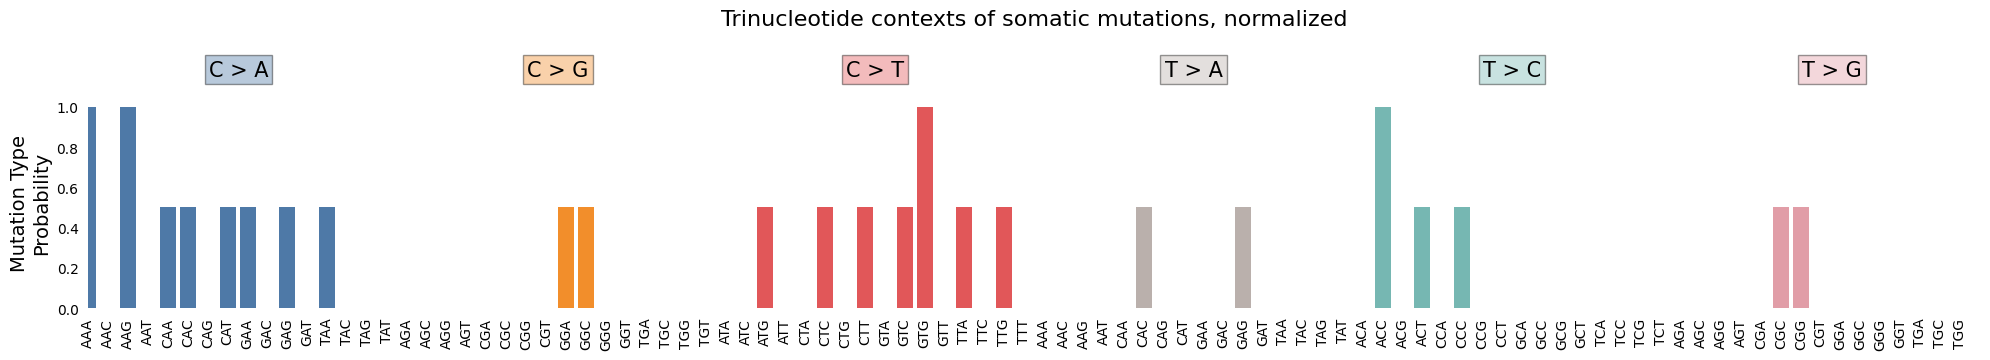 Trinucleotide contexts of somatic mutations, normalized
C > A C > G C > T T > A T > C T > G
Mutation Type
Probability
1.0
0.8
0.6
0.4
0.2
0.0
AAA AAC AAG AAT CAA CAC CAG CAT GAA GAC GAG GAT TAA TAC TAG TAT AGA AGC AGG AGT CGA CGC CGG CGT GGA GGC GGG GGT TGA TGC TGG TGT ATA ATC ATG ATT CTA CTC CTG CTT GTA GTC GTG GTT TTA TTC TTG TTT AAA AAC AAG AAT CAA CAC CAG CAT GAA GAC GAG GAT TAA TAC TAG TAT ACA ACC ACG ACT CCA CCC CCG CCT GCA GCC GCG GCT TCA TCC TCG TCT AGA AGC AGG AGT CGA CGC CGG CGT GGA GGC GGG GGT TGA TGC TGG